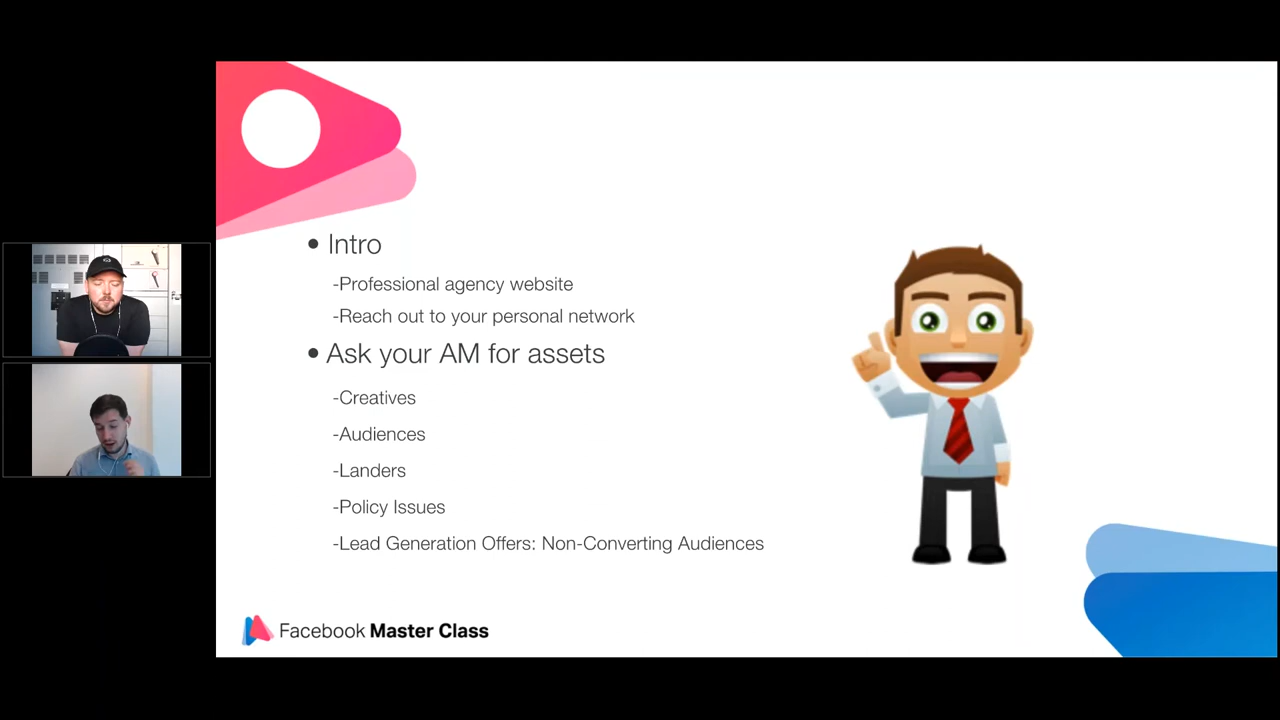 • Intro
-Professional agency website
-Reach out to your personal network
• Ask your AM for assets
-Creatives
-Audiences
-Landers
-Policy Issues
-Lead Generation Offers: Non-Converting Audiences
Facebook Master Class